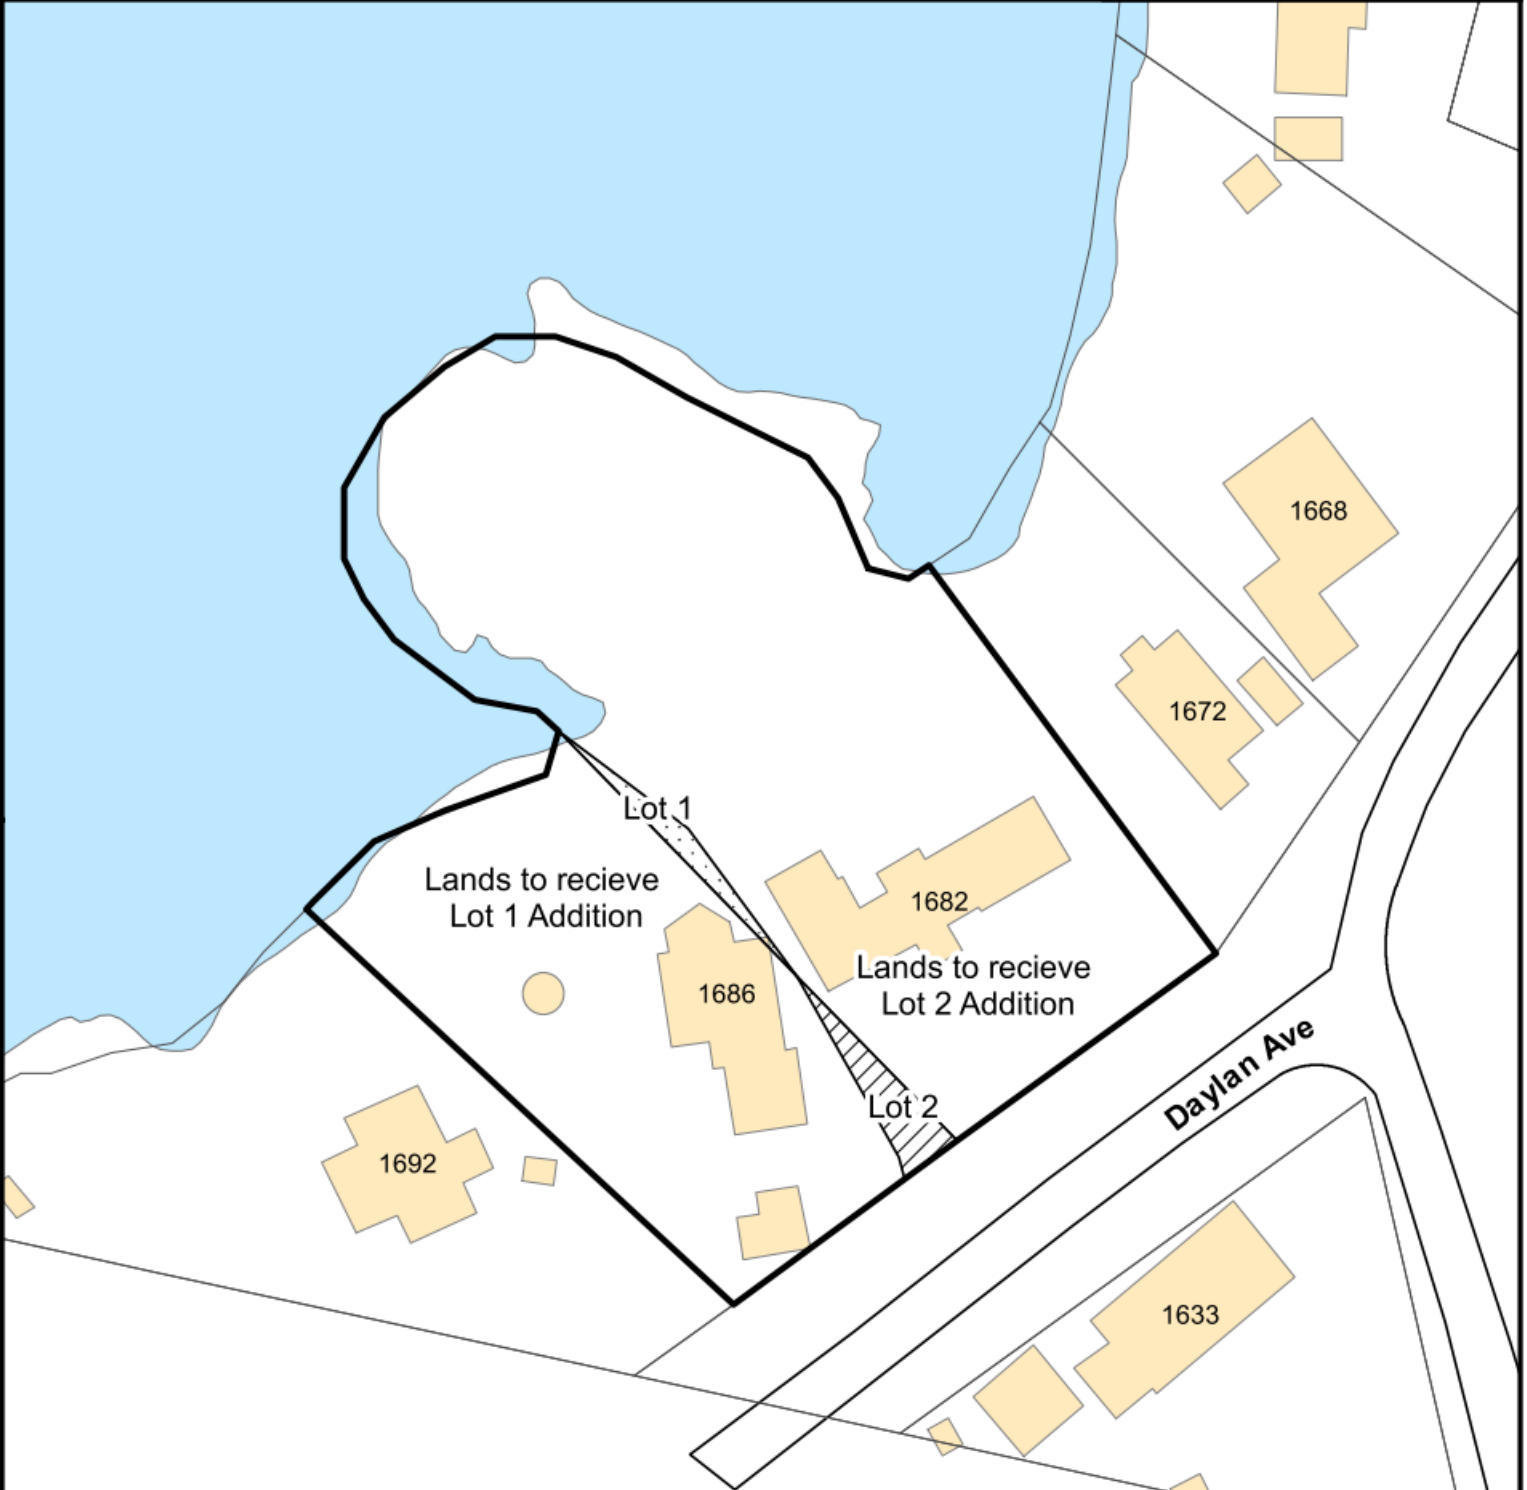 1668
1672
Lot 1
Lands to recieve
Lot 1 Addition
1682
Lands to recieve
Lot 2 Addition
1686
Daylan Ave
Lot 2
1692
1633